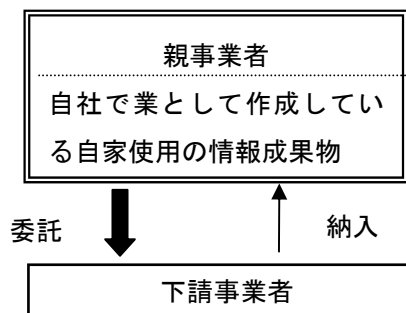 親事業者
自社で業として作成してい
る自家使用の情報成果物
委託
納入
下請事業者